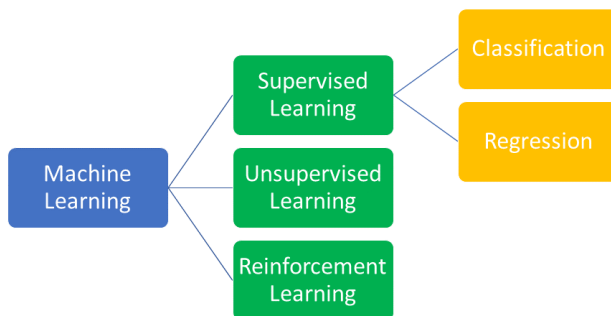 Machine
Learning
Supervised
Learning
Unsupervised
Learning
Reinforcement
Learning
Classification
Regression